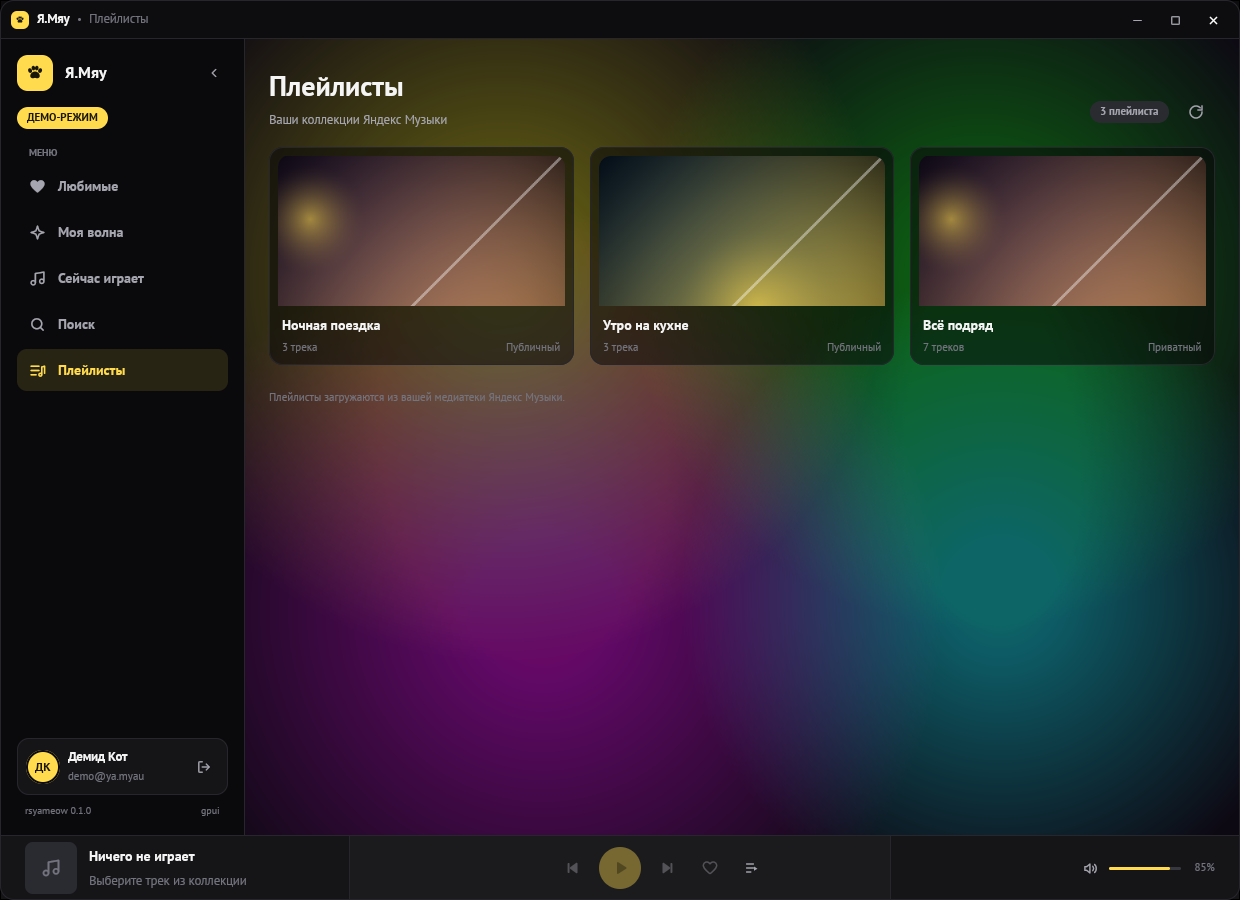 Я.Мяу • Плейлисты
Я.Мяу
ДЕМО-РЕЖИМ
МЕНЮ
Любимые
Моя волна
Сейчас играет
Поиск
Плейлисты
Демид Кот
ДК
demo@ya.myau
rsyameow 0.1.0
gpui
Плейлисты
Ваши коллекции Яндекс Музыки
3 плейлиста
Ночная поездка
3 трека
Публичный
Утро на кухне
3 трека
Публичный
Всё подряд
7 треков
Приватный
Плейлисты загружаются из вашей медиатеки Яндекс Музыки.
Ничего не играет
Выберите трек из коллекции
85%